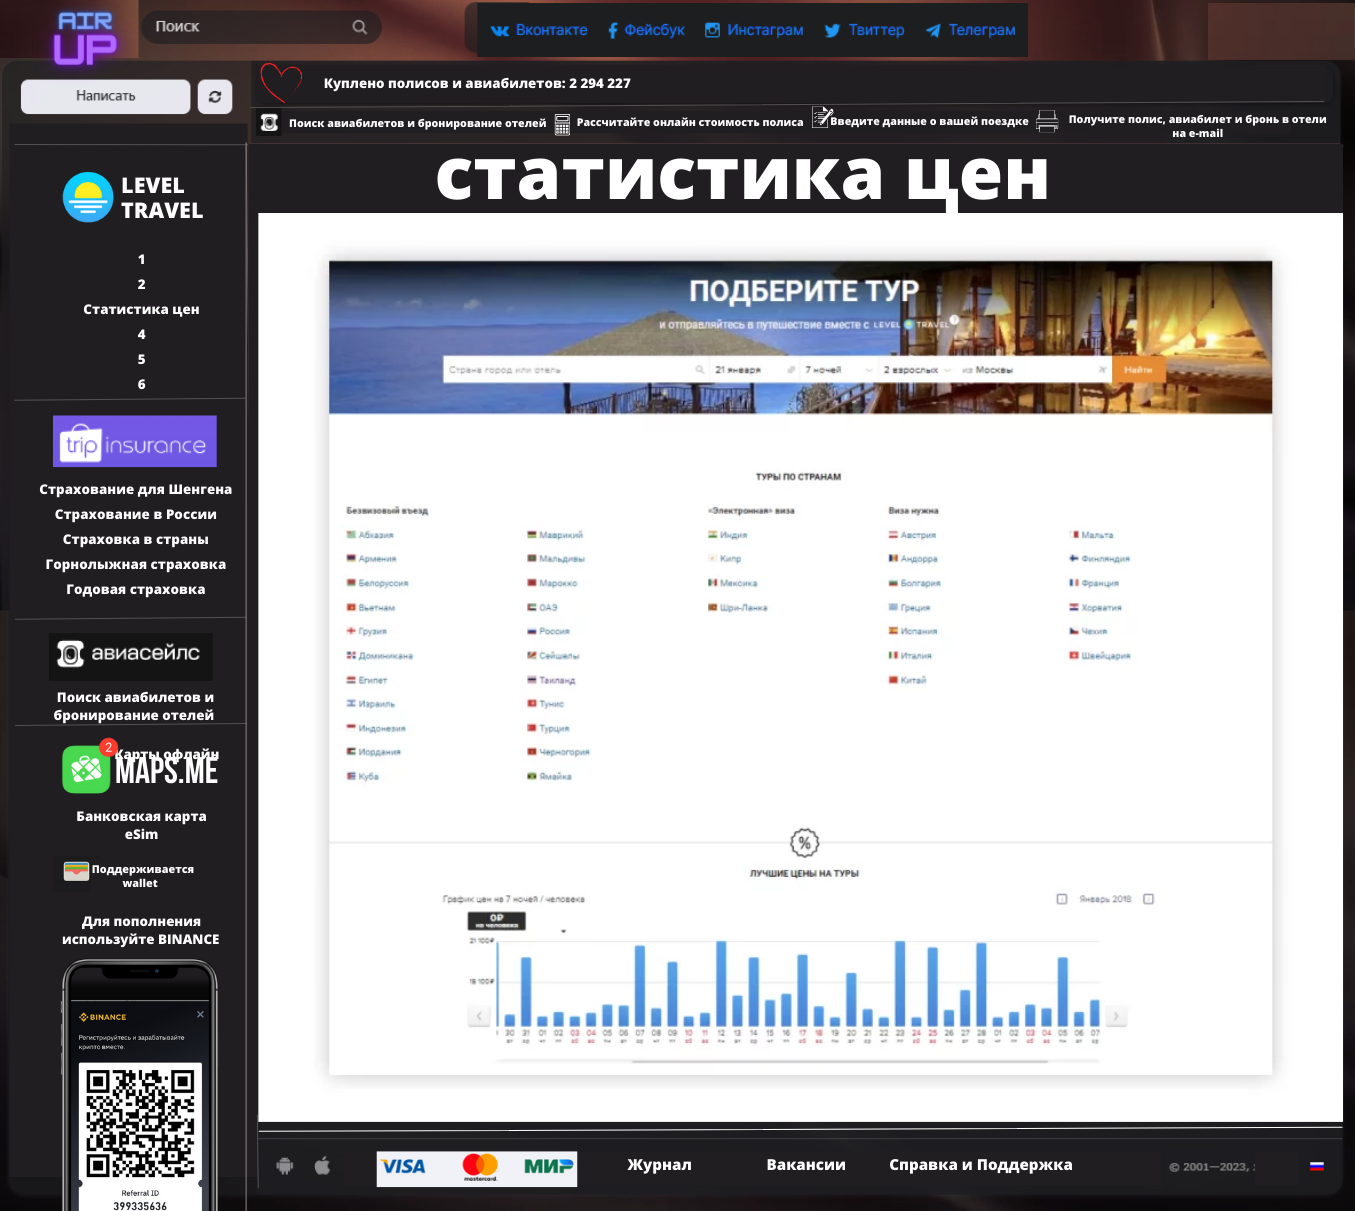 AIR
UP
Поиск
Вконтакте
Фейсбук
Инстаграм
Твиттер
Телеграм
Написать
Куплено полисов и авиабилетов: 2 294 227
Поиск авиабилетов и бронирование отелей
Рассчитайте онлайн стоимость полиса
Введите данные о вашей поездке
Получите полис, авиабилет и бронь в отели
на e-mail
статистика цен
LEVEL
TRAVEL
1
2
Статистика цен
4
5
6
trip insurance
Страхование для Шенгена
Страхование в России
Страховка в страны
Горнолыжная страховка
Годовая страховка
авиасейлс
Поиск авиабилетов и
бронирование отелей
2
Карты офлайн
MAPS.ME
Банковская карта
eSim
Поддерживается
wallet
Для пополнения
используйте BINANCE
BINANCE
Регистрируйтесь и зарабатывайте
крипто вместе.
Referral ID
399335636
ПОДБЕРИТЕ ТУР
и отправляйтесь в путешествие вместе с LEVEL TRAVEL
Страна город или отель
21 января
7 ночей
2 взрослых
из Москвы
Найти
ТУРЫ ПО СТРАНАМ
Безвизовый въезд
Абхазия
Армения
Белоруссия
Вьетнам
Грузия
Доминикана
Египет
Израиль
Индонезия
Иордания
Куба
Маврикий
Мальдивы
Марокко
ОАЭ
Россия
Сейшелы
Таиланд
Тунис
Турция
Черногория
Ямайка
«Электронная» виза
Индия
Кипр
Мексика
Шри-Ланка
Виза нужна
Австрия
Андорра
Болгария
Греция
Испания
Италия
Китай
Мальта
Финляндия
Франция
Хорватия
Чехия
Швейцария
%
ЛУЧШИЕ ЦЕНЫ НА ТУРЫ
График цен на 7 ночей / человека
Январь 2018
0₽
на человека
21 100₽
18 100₽
30 31 01 02 03 04 05 06 07 08 09 10 11 12 13 14 15 16 17 18 19 20 21 22 23 24 25 26 27 28 01 02 03 04 05 06 07
VISA
mastercard.
МИР
Журнал
Вакансии
Справка и Поддержка
© 2001—2023,